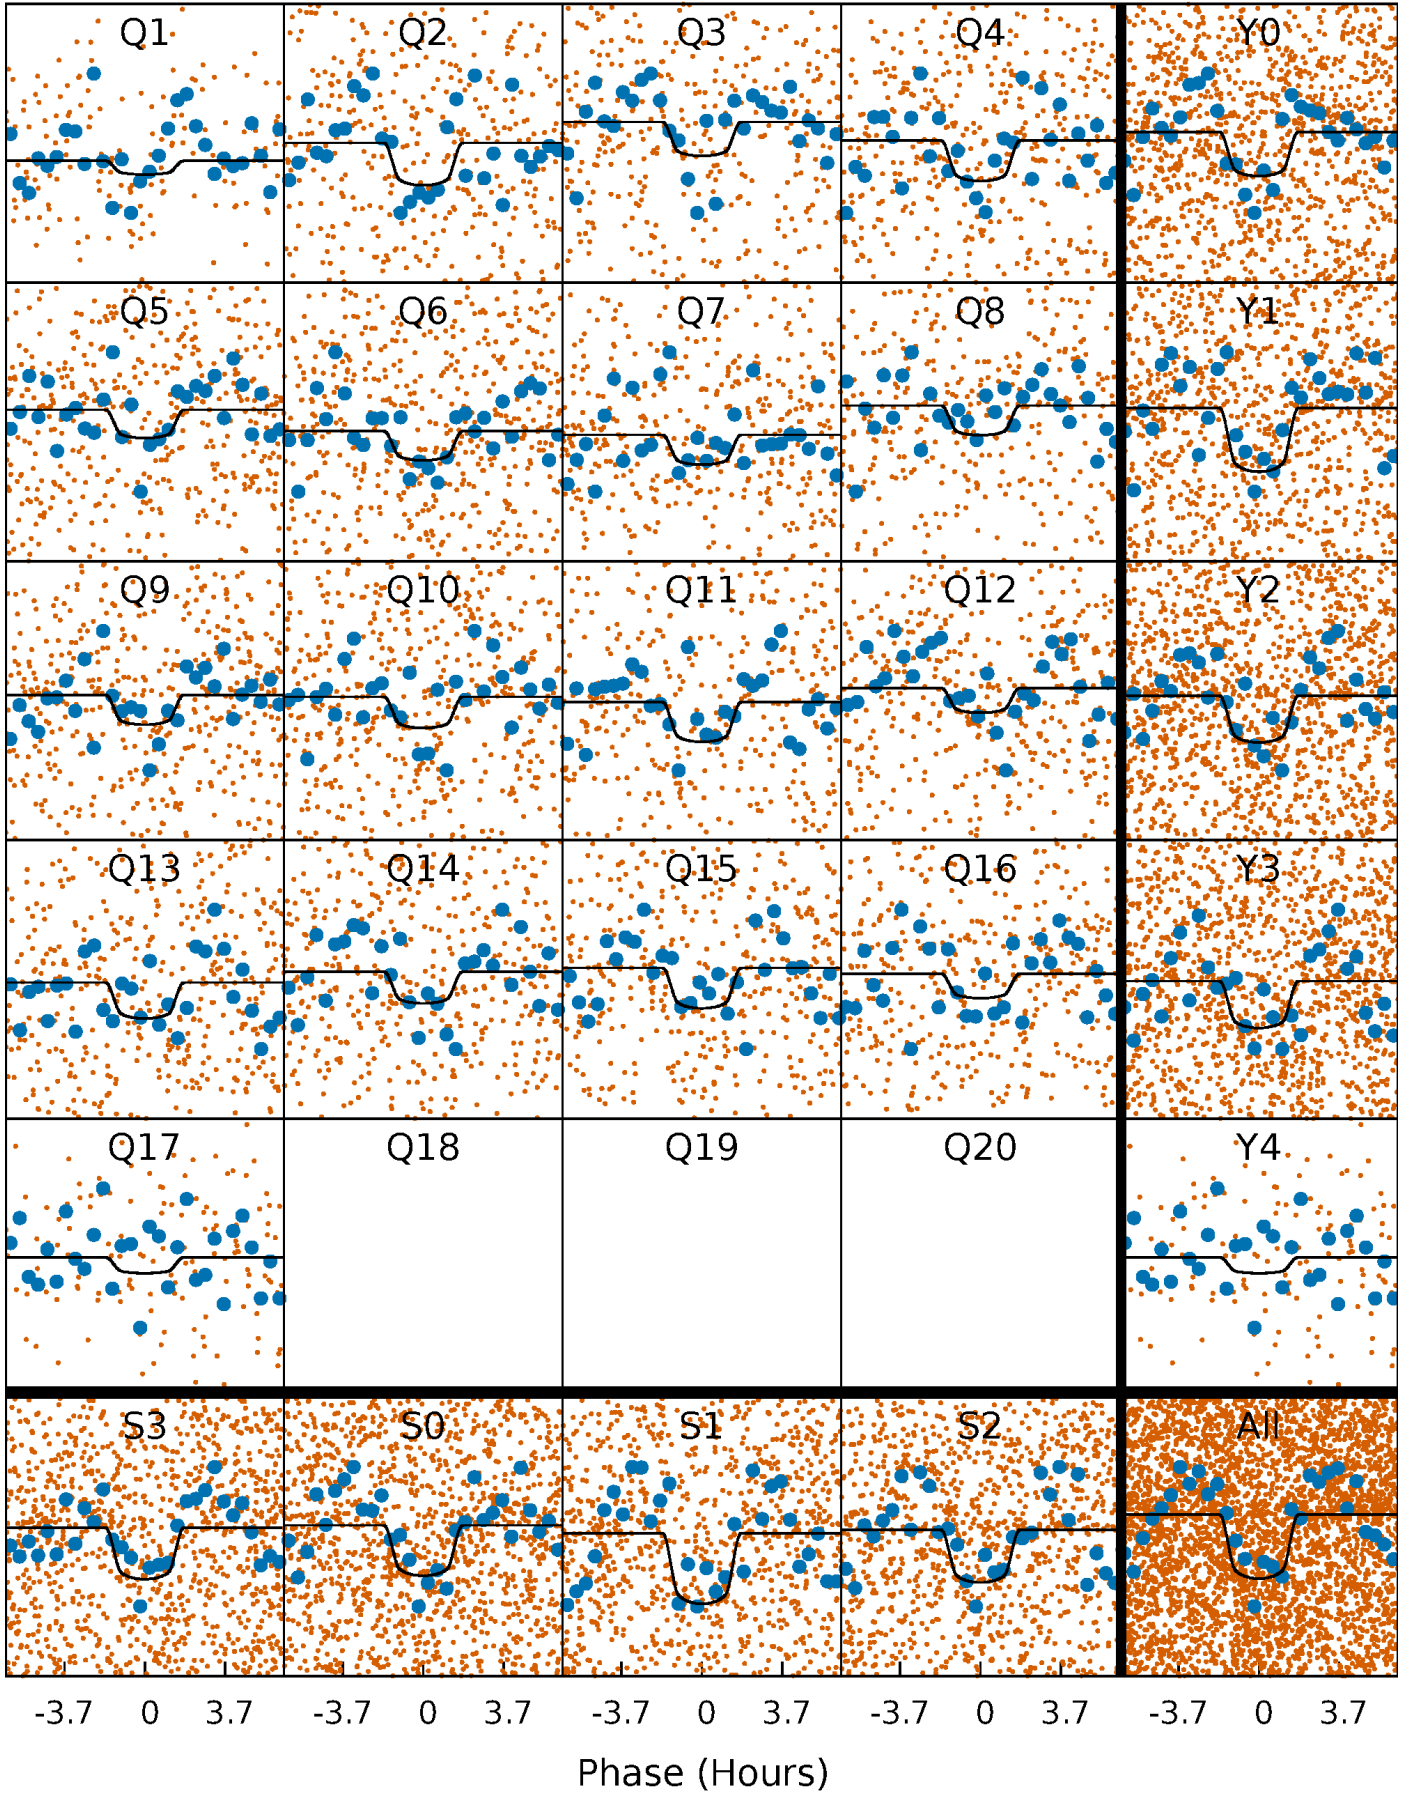 Q1 Q2 Q3 Q4 Y0
Q5 Q6 Q7 Q8 Y1
Q9 Q10 Q11 Q12 Y2
Q13 Q14 Q15 Q16 Y3
Q17 Q18 Q19 Q20 Y4
S3 S0 S1 S2 All
-3.7 0 3.7 -3.7 0 3.7 -3.7 0 3.7 -3.7 0 3.7 -3.7 0 3.7
Phase (Hours)